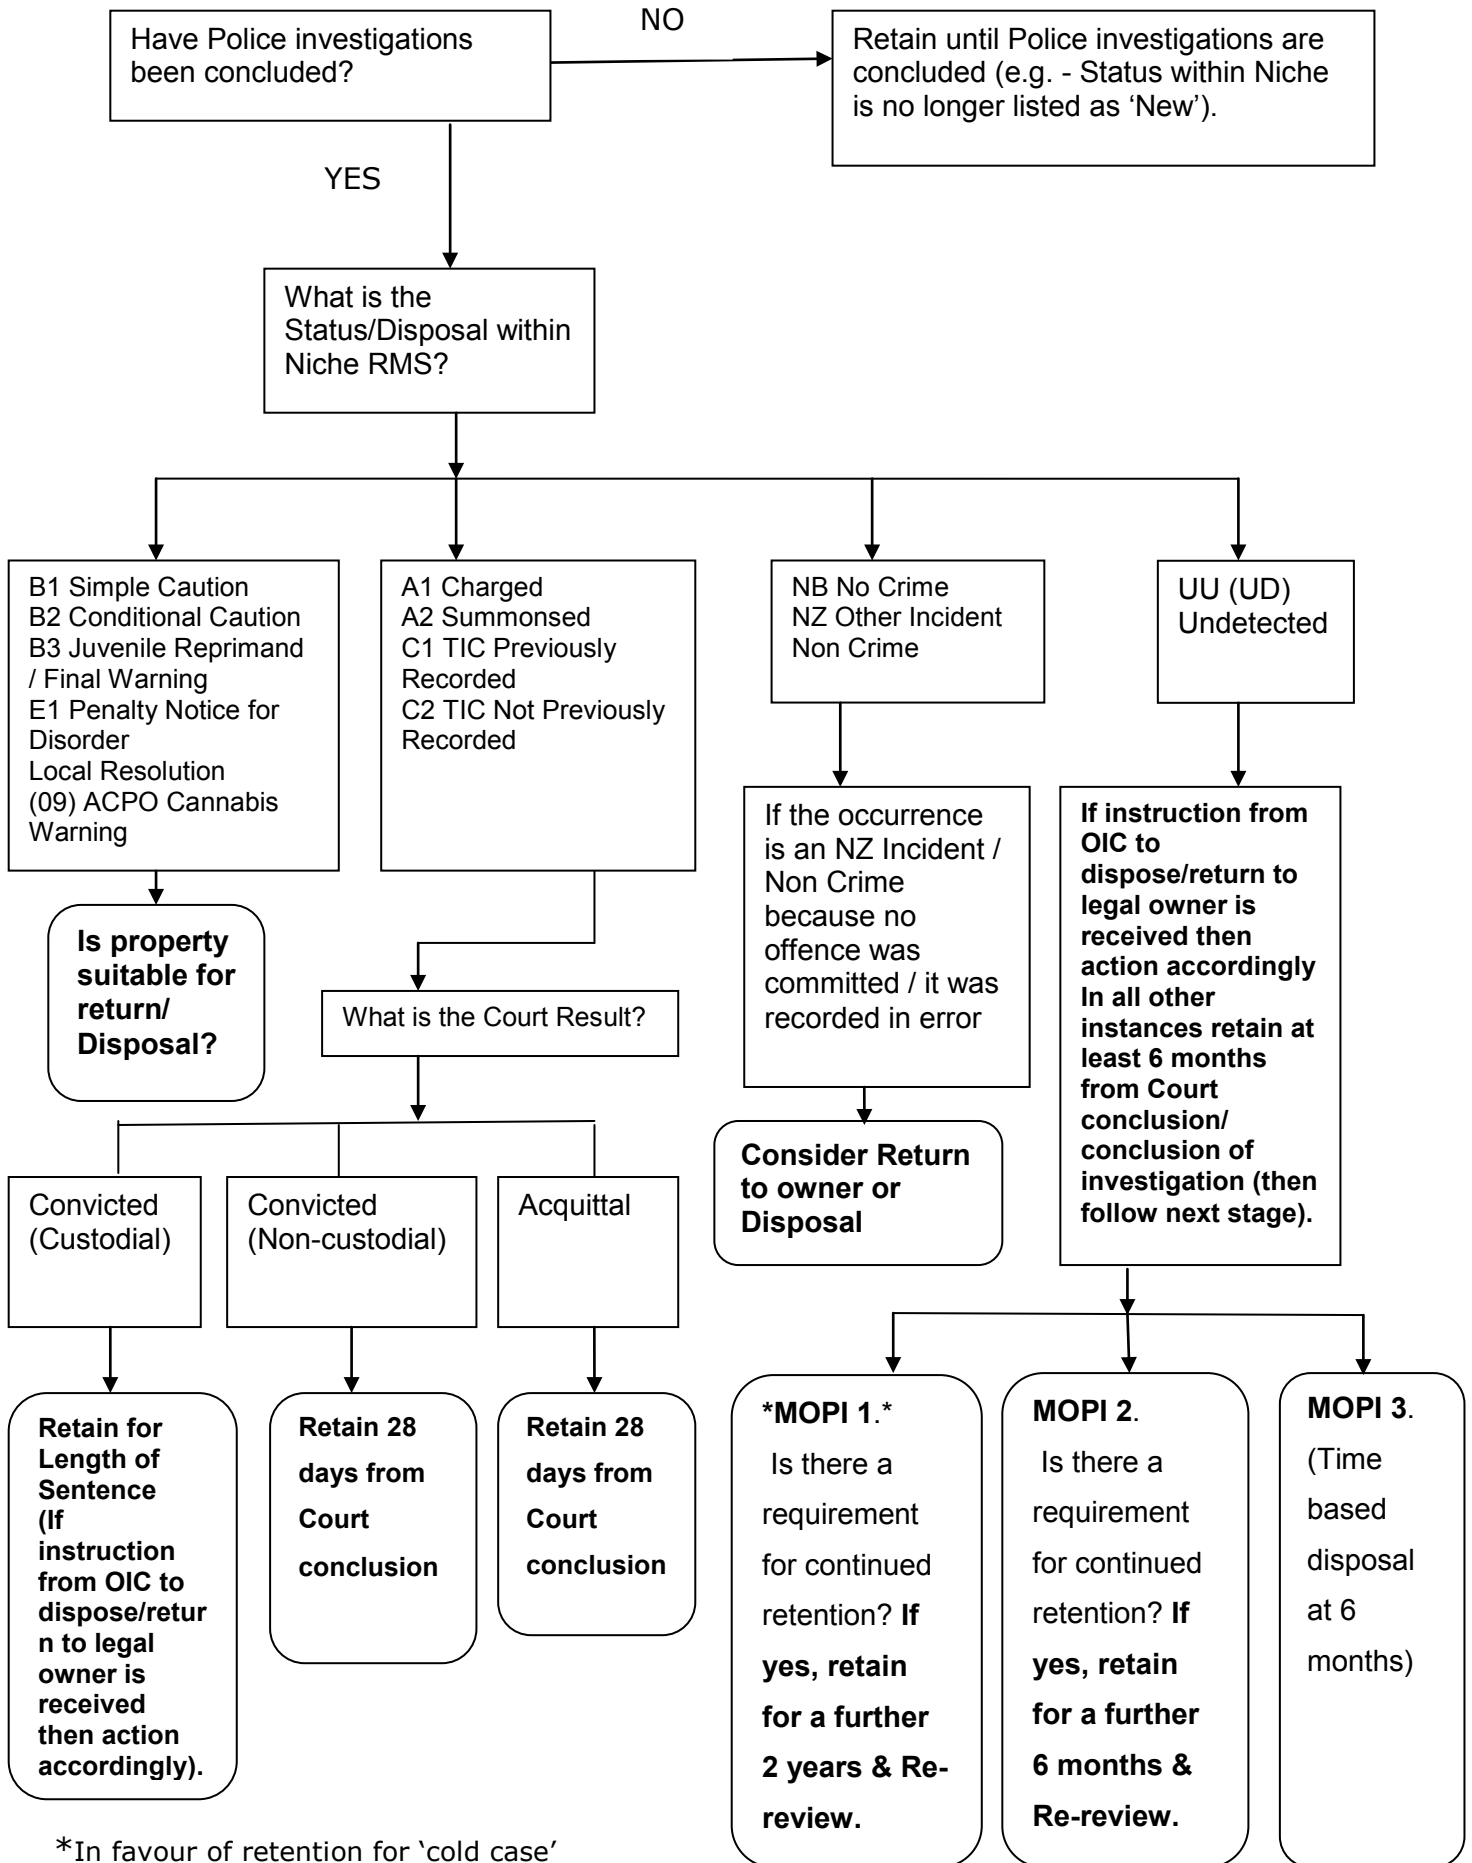 NO
Have Police investigations
been concluded?
Retain until Police investigations are
concluded (e.g. - Status within Niche
is no longer listed as ‘New’).
YES
What is the
Status/Disposal within
Niche RMS?
B1 Simple Caution
B2 Conditional Caution
B3 Juvenile Reprimand
/ Final Warning
E1 Penalty Notice for
Disorder
Local Resolution
(09) ACPO Cannabis
Warning
A1 Charged
A2 Summonsed
C1 TIC Previously
Recorded
C2 TIC Not Previously
Recorded
NB No Crime
NZ Other Incident
Non Crime
UU (UD)
Undetected
Is property
suitable for
return/
Disposal?
What is the Court Result?
If the occurrence
is an NZ Incident /
Non Crime
because no
offence was
committed / it was
recorded in error
If instruction from
OIC to
dispose/return to
legal owner is
received then
action accordingly
In all other
instances retain at
least 6 months
from Court
conclusion/
conclusion of
investigation (then
follow next stage).
Consider Return
to owner or
Disposal
Convicted
(Custodial)
Convicted
(Non-custodial)
Acquittal
Retain for
Length of
Sentence
(If
instruction
from OIC to
dispose/retur
n to legal
owner is
received
then action
accordingly).
Retain 28
days from
Court
conclusion
Retain 28
days from
Court
conclusion
*MOPI 1.*
Is there a
requirement
for continued
retention? If
yes, retain
for a further
2 years & Re-
review.
MOPI 2.
Is there a
requirement
for continued
retention? If
yes, retain
for a further
6 months &
Re-review.
MOPI 3.
(Time
based
disposal
at 6
months)
*In favour of retention for ‘cold case’